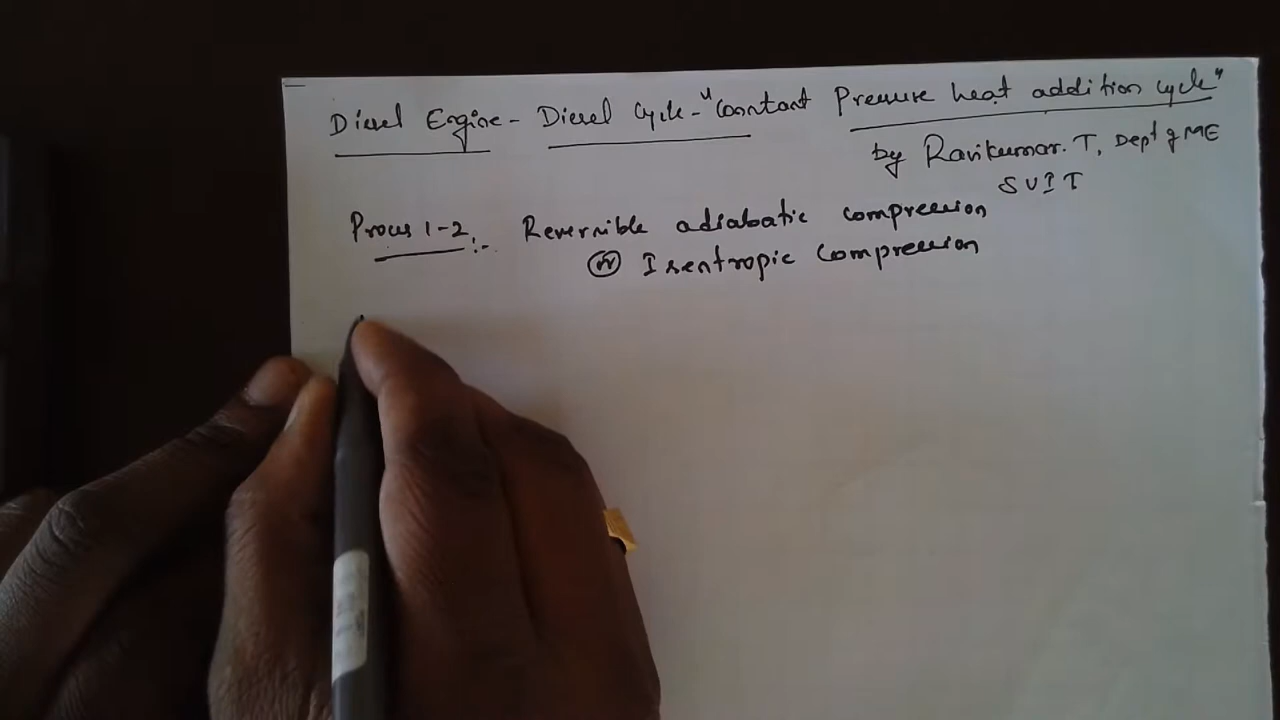 Diesel Engine - Diesel Cycle - "Constant Pressure heat addition cycle"
by Ravikumar. T, Dept of ME
SVIT
Process 1-2 :- Reversible adiabatic compression
(or) Isentropic compression